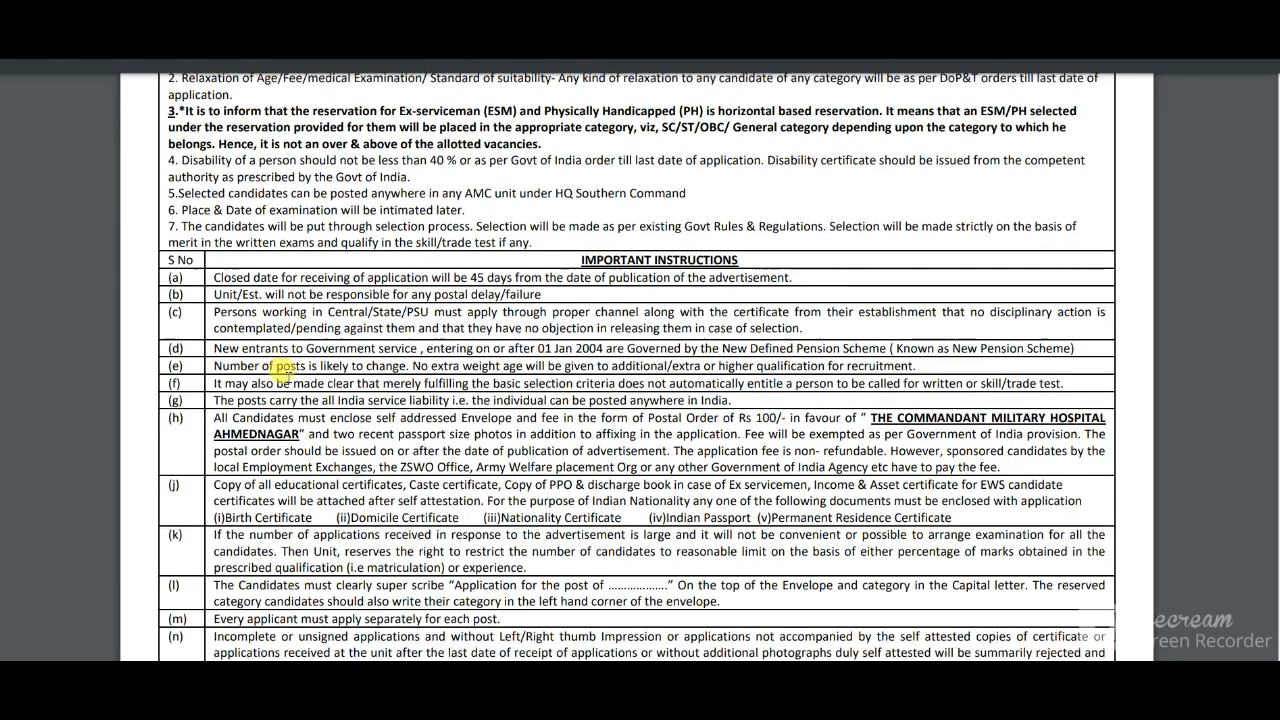 2. Relaxation of Age/Fee/medical Examination/ Standard of suitability- Any kind of relaxation to any candidate of any category will be as per DoP&T orders till last date of
application.
3.*It is to inform that the reservation for Ex-serviceman (ESM) and Physically Handicapped (PH) is horizontal based reservation. It means that an ESM/PH selected
under the reservation provided for them will be placed in the appropriate category, viz, SC/ST/OBC/ General category depending upon the category to which he
belongs. Hence, it is not an over & above of the allotted vacancies.
4. Disability of a person should not be less than 40 % or as per Govt of India order till last date of application. Disability certificate should be issued from the competent
authority as prescribed by the Govt of India.
5.Selected candidates can be posted anywhere in any AMC unit under HQ Southern Command
6. Place & Date of examination will be intimated later.
7. The candidates will be put through selection process. Selection will be made as per existing Govt Rules & Regulations. Selection will be made strictly on the basis of
merit in the written exams and qualify in the skill/trade test if any.
S No IMPORTANT INSTRUCTIONS
(a) Closed date for receiving of application will be 45 days from the date of publication of the advertisement.
(b) Unit/Est. will not be responsible for any postal delay/failure
(c) Persons working in Central/State/PSU must apply through proper channel along with the certificate from their establishment that no disciplinary action is
contemplated/pending against them and that they have no objection in releasing them in case of selection.
(d) New entrants to Government service , entering on or after 01 Jan 2004 are Governed by the New Defined Pension Scheme ( Known as New Pension Scheme)
(e) Number of posts is likely to change. No extra weight age will be given to additional/extra or higher qualification for recruitment.
(f) It may also be made clear that merely fulfilling the basic selection criteria does not automatically entitle a person to be called for written or skill/trade test.
(g) The posts carry the all India service liability i.e. the individual can be posted anywhere in India.
(h) All Candidates must enclose self addressed Envelope and fee in the form of Postal Order of Rs 100/- in favour of " THE COMMANDANT MILITARY HOSPITAL
AHMEDNAGAR" and two recent passport size photos in addition to affixing in the application. Fee will be exempted as per Government of India provision. The
postal order should be issued on or after the date of publication of advertisement. The application fee is non- refundable. However, sponsored candidates by the
local Employment Exchanges, the ZSWO Office, Army Welfare placement Org or any other Government of India Agency etc have to pay the fee.
(j) Copy of all educational certificates, Caste certificate, Copy of PPO & discharge book in case of Ex servicemen, Income & Asset certificate for EWS candidate
certificates will be attached after self attestation. For the purpose of Indian Nationality any one of the following documents must be enclosed with application
(i)Birth Certificate (ii)Domicile Certificate (iii)Nationality Certificate (iv)Indian Passport (v)Permanent Residence Certificate
(k) If the number of applications received in response to the advertisement is large and it will not be convenient or possible to arrange examination for all the
candidates. Then Unit, reserves the right to restrict the number of candidates to reasonable limit on the basis of either percentage of marks obtained in the
prescribed qualification (i.e matriculation) or experience.
(l) The Candidates must clearly super scribe "Application for the post of ..................." On the top of the Envelope and category in the Capital letter. The reserved
category candidates should also write their category in the left hand corner of the envelope.
(m) Every applicant must apply separately for each post.
(n) Incomplete or unsigned applications and without Left/Right thumb Impression or applications not accompanied by the self attested copies of certificate or
applications received at the unit after the last date of receipt of applications or without additional photographs duly self attested will be summarily rejected and
Recorder